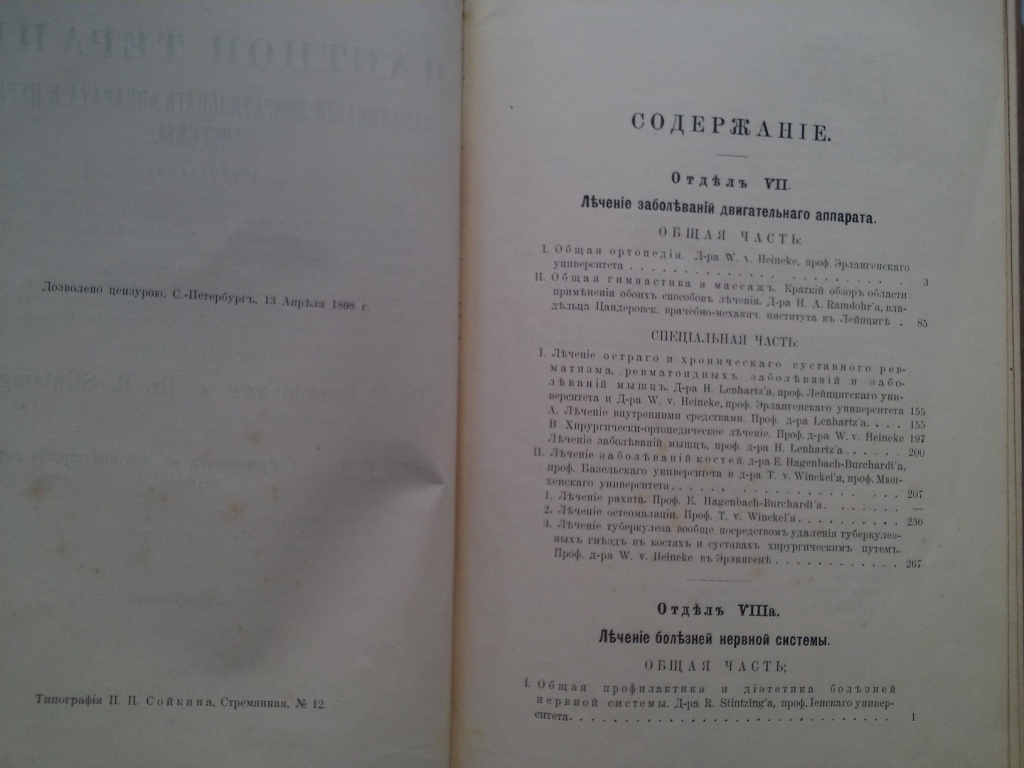 Дозволено цензурою. С.-Петербургъ, 13 Апрѣля 1898 г.
Типографія П. П. Сойкина, Стремянная, № 12.
СОДЕРЖАНІЕ.
Отдѣлъ VII.
Лѣченіе заболѣваній двигательнаго аппарата.
ОБЩАЯ ЧАСТЬ:
I. Общая ортопедія. Д-ра W. v. Heineke, проф. Эрлангенскаго
университета . . . . . . . . . . . . . . . . . 3
II. Общая гимнастика и массажъ. Краткій обзоръ области
примѣненія обоихъ способовъ лѣченія. Д-ра H. A. Ramdohr'a, вла-
дѣльца Цандеровск. врачебно-механич. института въ Лейпцигѣ . 85
СПЕЦІАЛЬНАЯ ЧАСТЬ:
I. Лѣченіе остраго и хроническаго суставного рев-
матизма, ревматоидныхъ заболѣваній и забо-
лѣваній мышцъ. Д-ра H. Lenhartz'a, проф. Лейпцигскаго уни-
верситета и Д-ра W. v. Heineke, проф. Эрлангенскаго университета 155
A. Лѣченіе внутренними средствами. Проф. д-ра Lenhartz'a. . . . 155
B Хирургически-ортопедическое лѣченіе. Проф. д-ра W. v. Heineke 197
Лѣченіе заболѣваній мышцъ, проф. д-ра H. Lenhartz'a . . . . . 200
II. Лѣченіе заболѣваній костей, д-ра E. Hagenbach-Burchardt'a,
проф. Базельскаго университета и д-ра T. v. Winckel'я, проф. Мюн-
хенскаго университета . . . . . . . . . . . . . . . 207
1. Лѣченіе рахита. Проф. E. Hagenbach-Burchardt'a. . . . . . . —
2. Лѣченіе остеомаляціи. Проф. T. v. Winckel'я . . . . . . . . . 236
3. Лѣченіе туберкулеза вообще посредствомъ удаленія туберкулез-
ныхъ гнѣздъ въ костяхъ и суставахъ хирургическимъ путемъ.
Проф. д-ра W. v. Heineke въ Эрлангенѣ . . . . . . . . . . . 267
Отдѣлъ VIIIa.
Лѣченіе болѣзней нервной системы.
ОБЩАЯ ЧАСТЬ:
I. Общая профилактика и діэтетика болѣзней
нервной системы. Д-ра R. Stintzing'a, проф. Іенскаго универ-
ситета. . . . . . . . . . . . . . . . . . . . . . . 1